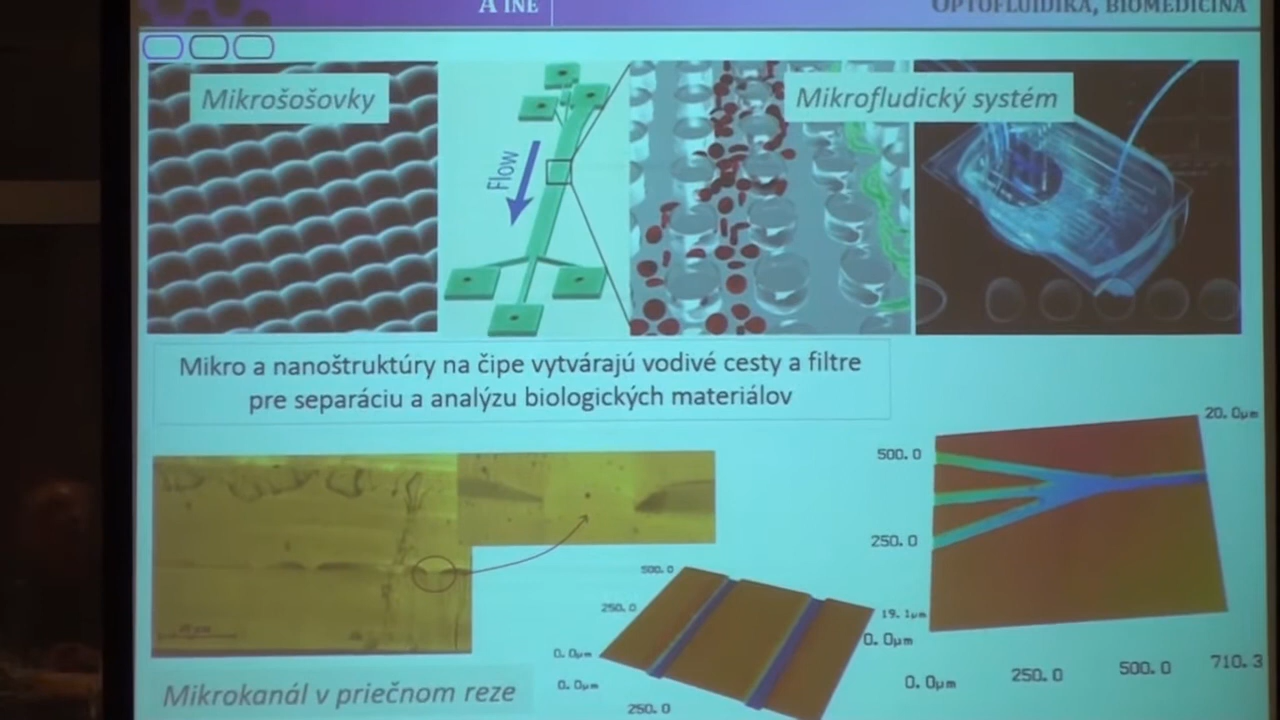 A INÉ
OPTOFLUIDIKA, BIOMEDICÍNA
Mikrošošovky
Flow
Mikrofludický systém
Mikro a nanoštruktúry na čipe vytvárajú vodivé cesty a filtre
pre separáciu a analýzu biologických materiálov
20.0µm
500.0
250.0
19.1µm
0.0µm
0.0µm
250.0
500.0
710.3
500.0
250.0
0.0µm
0.0µm
250.0
Mikrokanál v priečnom reze